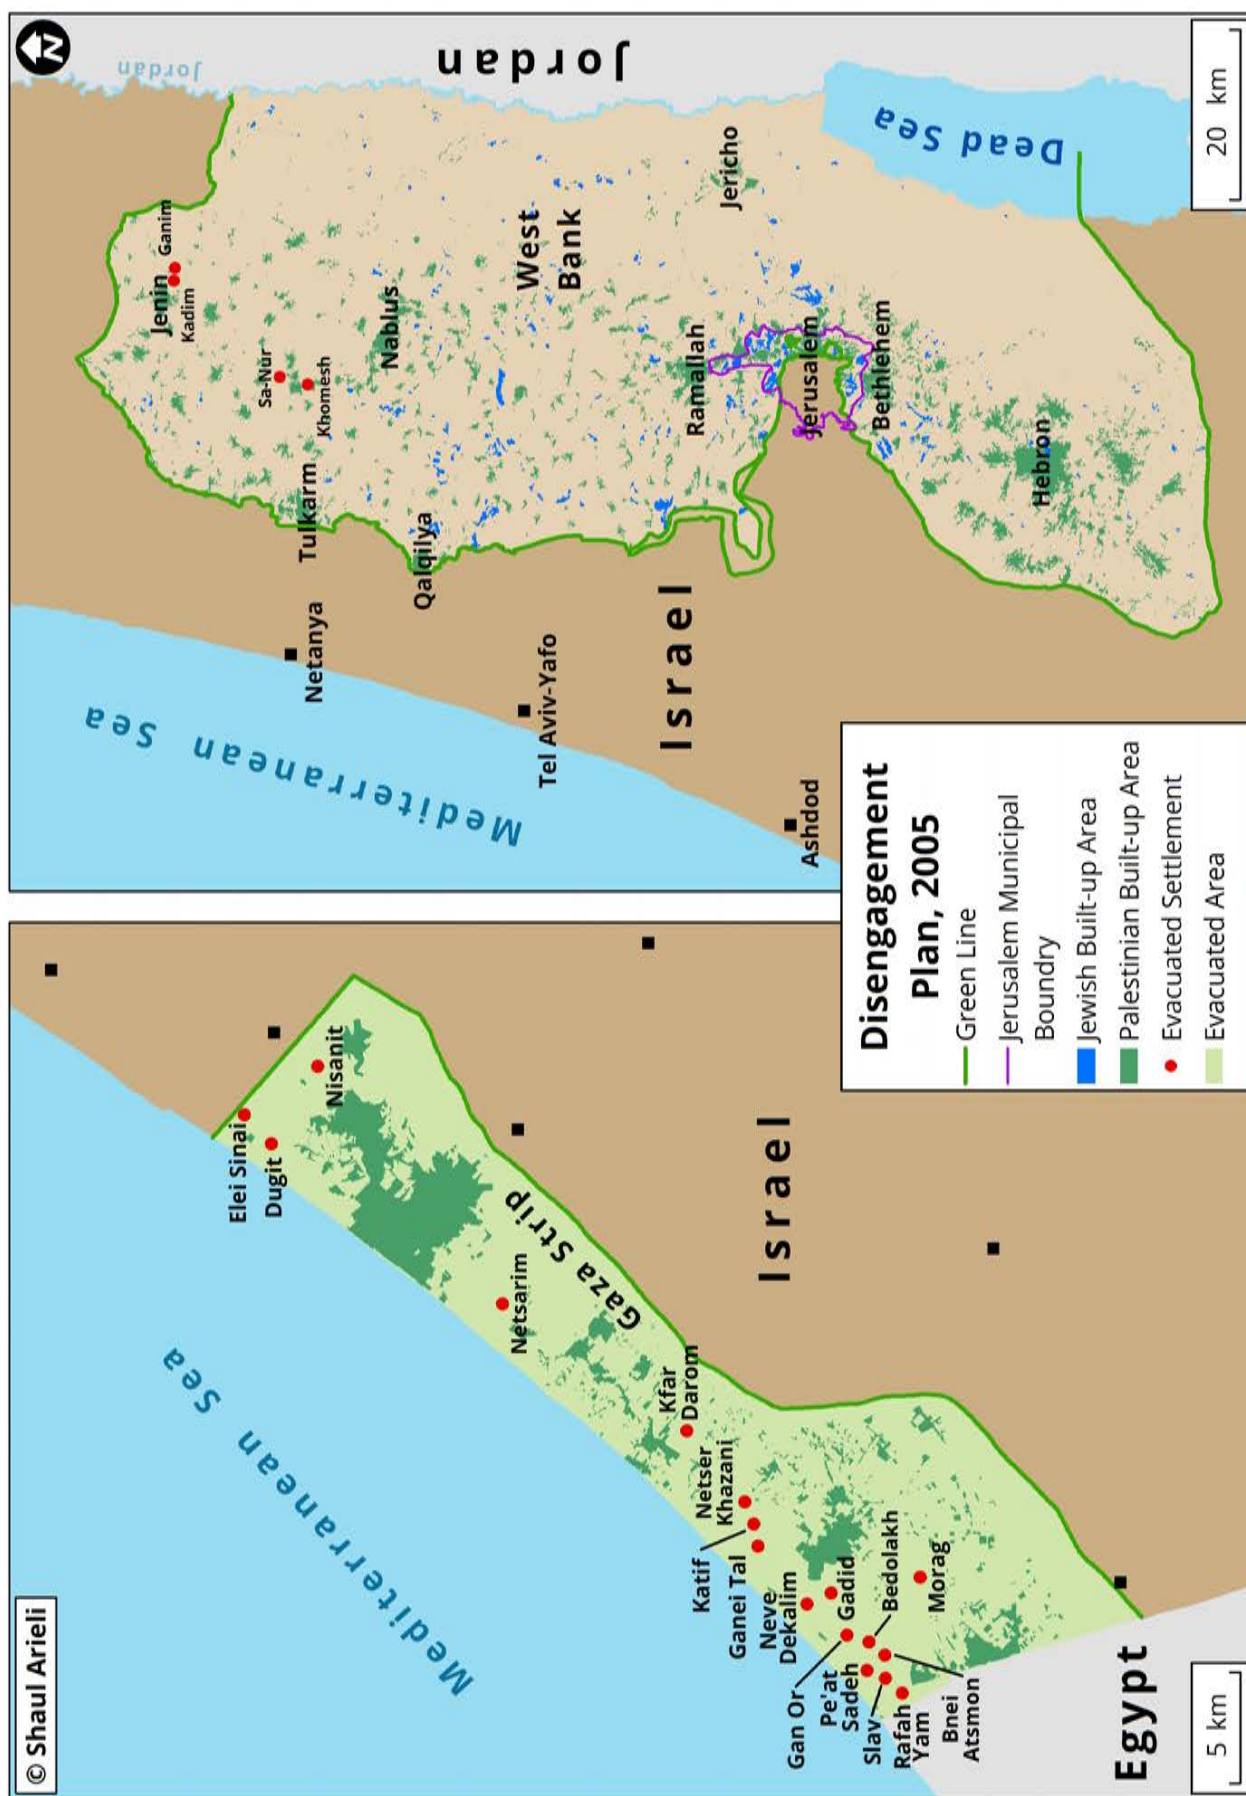 © Shaul Arieli
Mediterranean Sea
Elei Sinai
Dugit
Nisanit
Netsarim
Gaza Strip
Kfar
Darom
Netser
Khazani
Katif
Ganei Tal
Neve
Dekalim
Gadid
Bedolakh
Morag
Gan Or
Pe'at
Sadeh
Slav
Rafah
Yam
Bnei
Atsmon
Israel
Egypt
5 km
N
Jordan
Jordan
Mediterranean Sea
Ganim
Jenin
Kadim
Sa-Nur
Khomesh
Tulkarm
Nablus
Netanya
Qalqilya
West
Bank
Tel Aviv-Yafo
Israel
Ramallah
Jericho
Jerusalem
Ashdod
Bethlehem
Dead Sea
Hebron
20 km
Disengagement
Plan, 2005
Green Line
Jerusalem Municipal
Boundry
Jewish Built-up Area
Palestinian Built-up Area
Evacuated Settlement
Evacuated Area